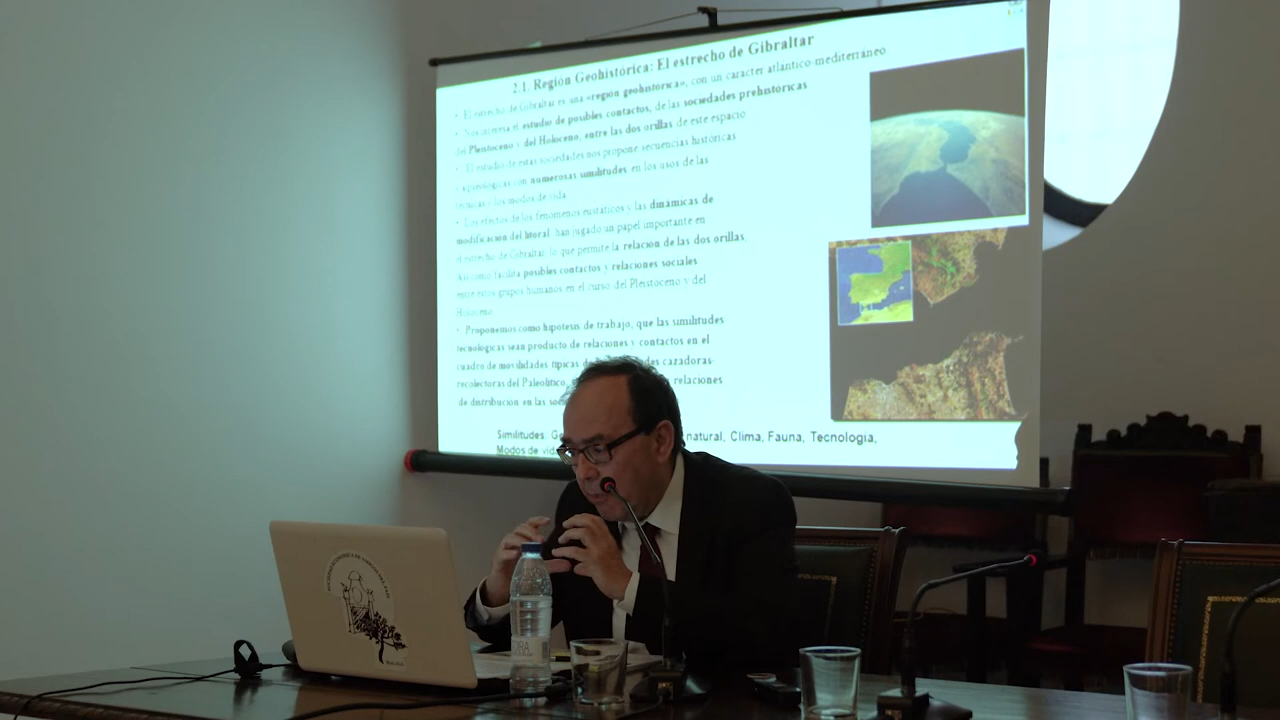 2.1. Región Geohistórica: El estrecho de Gibraltar
• El estrecho de Gibraltar es una «región geohistórica», con un carácter atlántico-mediterráneo
• Nos interesa el estudio de posibles contactos, de las sociedades prehistóricas
del Pleistoceno y del Holoceno, entre las dos orillas de este espacio
• El estudio de estas sociedades nos propone secuencias históricas
y con numerosas similitudes en los usos de las
técnicas y los modos de vida
• Los efectos de los fenómenos eustáticos y las dinámicas de
modificación del litoral han jugado un papel importante en
el estrecho de Gibraltar, lo que permite la relación de las dos orillas.
Así como facilita posibles contactos y relaciones sociales
entre estos grupos humanos en el curso del Pleistoceno y del
Holoceno
• Proponemos como hipótesis de trabajo, que las similitudes
tecnológicas sean producto de relaciones y contactos en el
cuadro de movilidades típicas de cazadoras-
recolectoras del Paleolítico, relaciones
de distribución en las
Similitudes: natural, Clima, Fauna, Tecnología,
Modos de